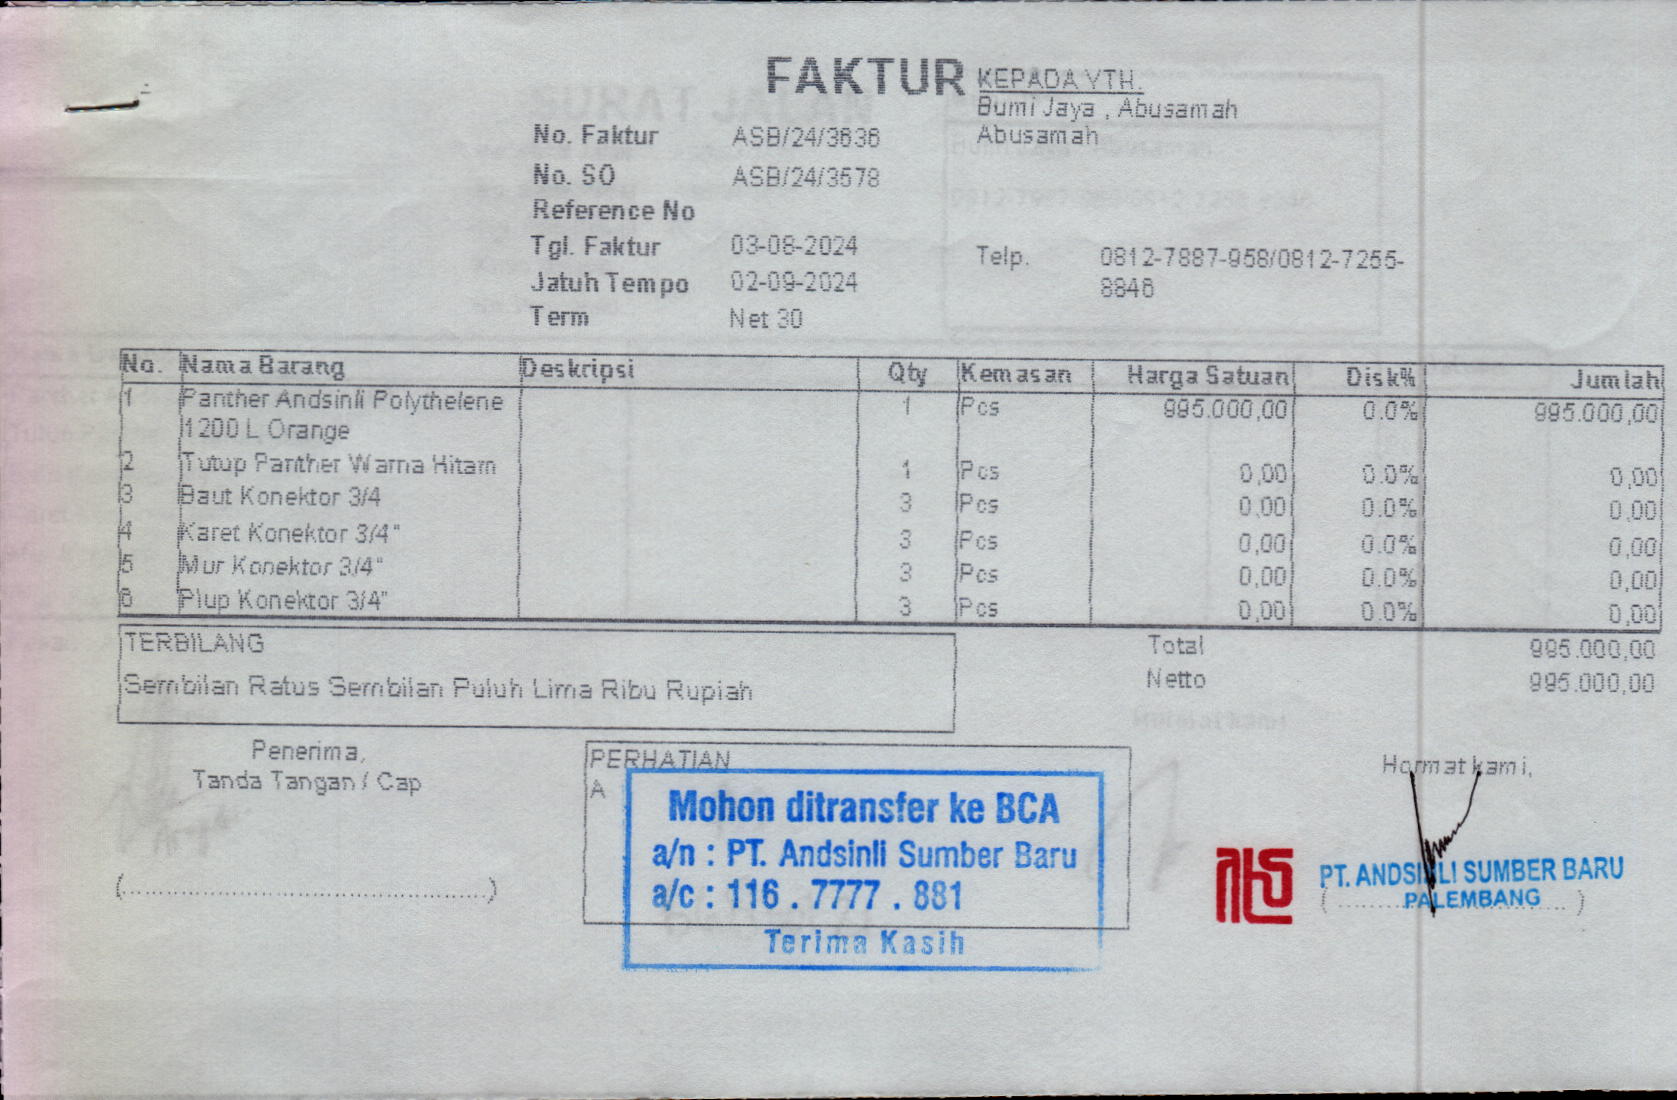 FAKTUR
KEPADA YTH.
Bumi Jaya , Abusamah
Abusamah
No. Faktur ASB/24/3636
No. SO ASB/24/3578
Reference No
Tgl. Faktur 03-08-2024
Jatuh Tempo 02-09-2024
Term Net 30
Telp. 0812-7887-958/0812-7255-
8846
No. Nama Barang Deskripsi Qty Kemasan Harga Satuan Disk% Jumlah
1 Panther Andsinli Polythelene 1 Pcs 995.000,00 0.0% 995.000,00
1200 L Orange
2 Tutup Panther Warna Hitam 1 Pcs 0,00 0.0% 0,00
3 Baut Konektor 3/4 3 Pcs 0,00 0.0% 0,00
4 Karet Konektor 3/4" 3 Pcs 0,00 0.0% 0,00
5 Mur Konektor 3/4" 3 Pcs 0,00 0.0% 0,00
6 Plup Konektor 3/4" 3 Pcs 0,00 0.0% 0,00
TERBILANG
Sembilan Ratus Sembilan Puluh Lima Ribu Rupiah
Total 995.000,00
Netto 995.000,00
Penerima,
Tanda Tangan / Cap
PERHATIAN
A
Mohon ditransfer ke BCA
a/n : PT. Andsinli Sumber Baru
a/c : 116 . 7777 . 881
Terima Kasih
Hormat kami,
PT. ANDSINLI SUMBER BARU
PALEMBANG